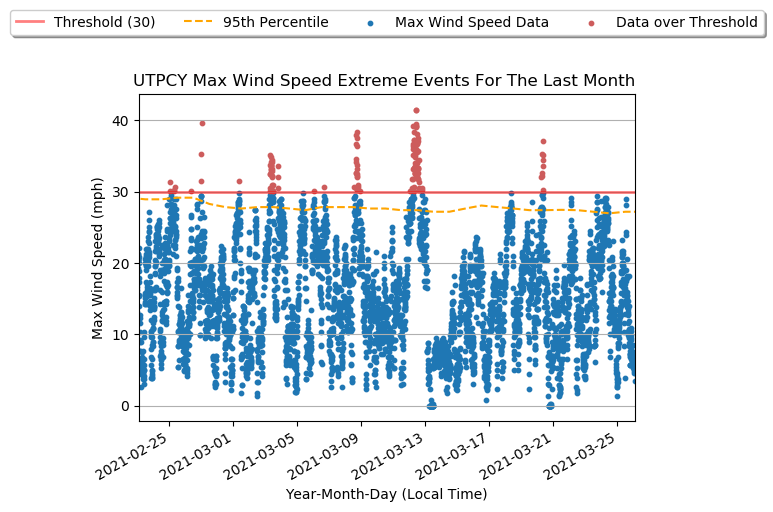 Threshold (30) 95th Percentile Max Wind Speed Data Data over Threshold
UTPCY Max Wind Speed Extreme Events For The Last Month
Max Wind Speed (mph)
40
30
20
10
0
2021-02-25 2021-03-01 2021-03-05 2021-03-09 2021-03-13 2021-03-17 2021-03-21 2021-03-25
Year-Month-Day (Local Time)